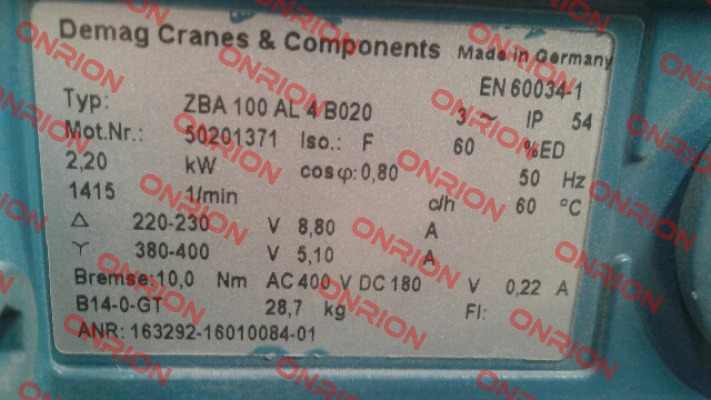 Demag Cranes & Components Made in Germany
EN 60034-1
Typ: ZBA 100 AL 4 B020 3 ~ IP 54
Mot.Nr.: 50201371 Iso.: F 60 %ED
2,20 kW cosφ:0,80 50 Hz
1415 1/min c/h 60 °C
Δ 220-230 V 8,80 A
Y 380-400 V 5,10 A
Bremse:10,0 Nm AC 400 V DC 180 V 0,22 A
B14-0-GT 28,7 kg FI:
ANR: 163292-16010084-01
ONRION